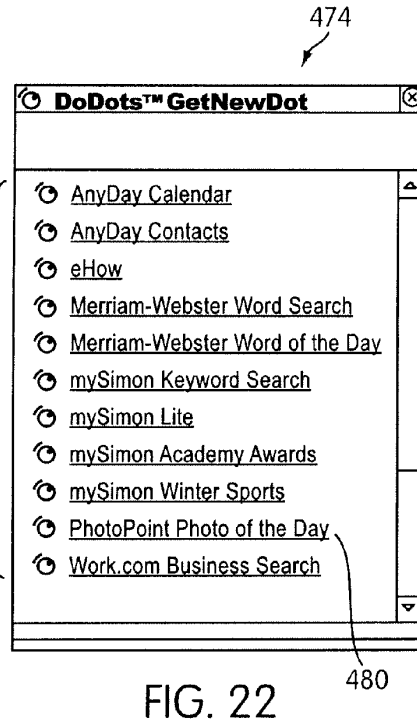 474
DoDots™ GetNewDot
AnyDay Calendar
AnyDay Contacts
eHow
Merriam-Webster Word Search
Merriam-Webster Word of the Day
mySimon Keyword Search
mySimon Lite
mySimon Academy Awards
mySimon Winter Sports
PhotoPoint Photo of the Day
Work.com Business Search
480
FIG. 22